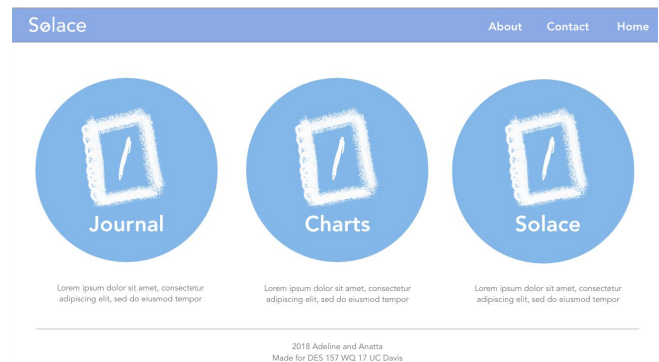 Sølace
About Contact Home
Journal
Charts
Solace
Lorem ipsum dolor sit amet, consectetur
adipiscing elit, sed do eiusmod tempor
Lorem ipsum dolor sit amet, consectetur
adipiscing elit, sed do eiusmod tempor
Lorem ipsum dolor sit amet, consectetur
adipiscing elit, sed do eiusmod tempor
2018 Adeline and Anatta
Made for DES 157 WQ 17 UC Davis